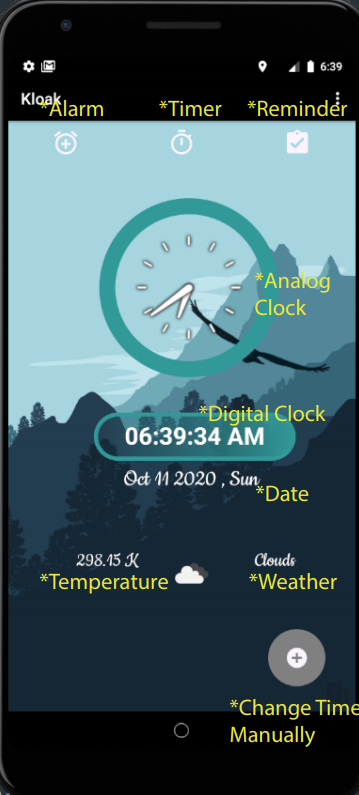 6:39
Kloak
*Alarm *Timer *Reminder
*Analog
Clock
*Digital Clock
06:39:34 AM
Oct 11 2020 , Sun
*Date
298.15 K Clouds
*Temperature *Weather
*Change Time
Manually